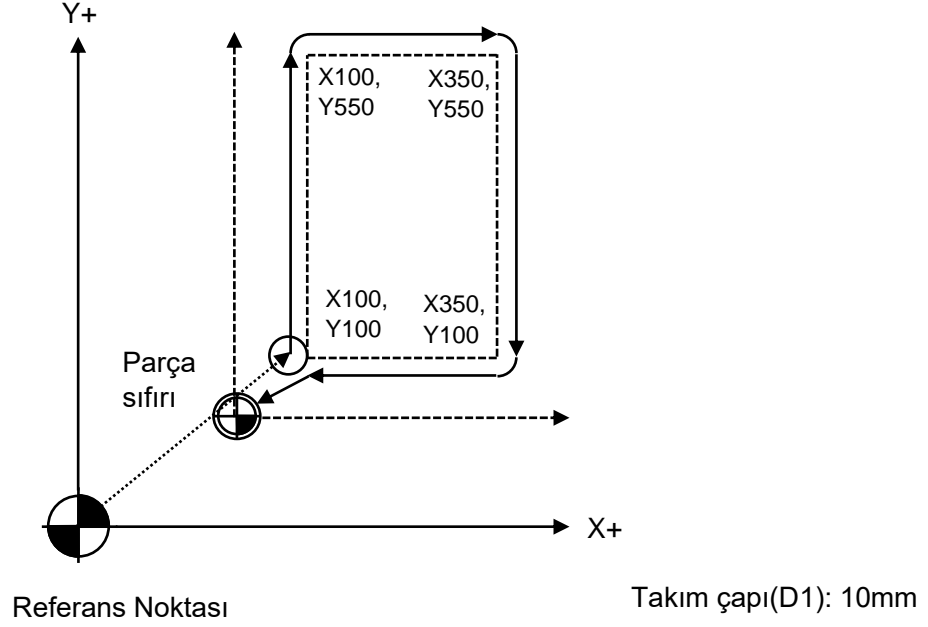 Y+
X100,
Y550
X350,
Y550
X100,
Y100
X350,
Y100
Parça
sıfırı
X+
Referans Noktası
Takım çapı(D1): 10mm